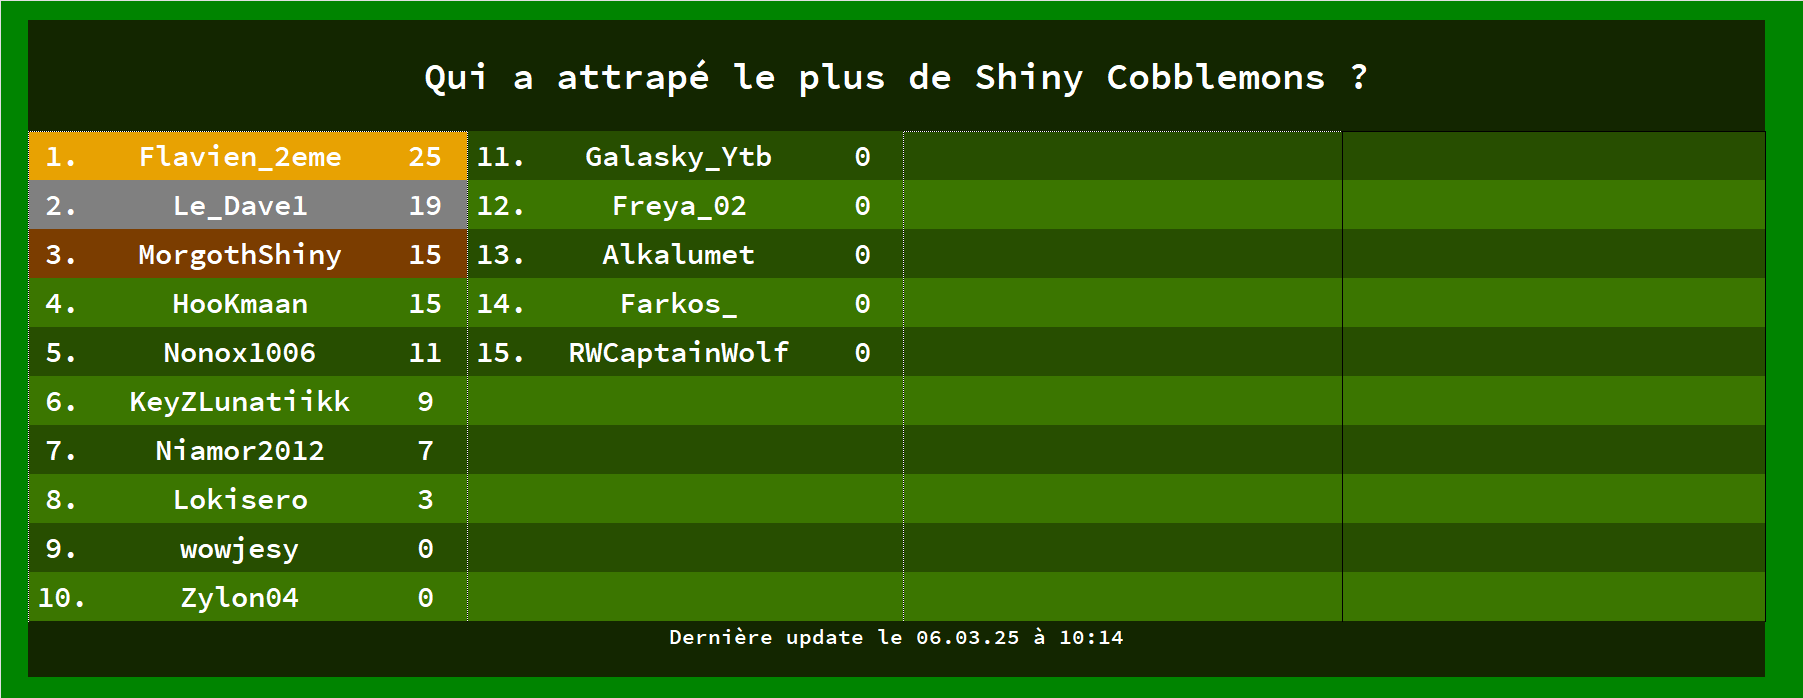 Qui a attrapé le plus de Shiny Cobblemons ?
1. Flavien_2eme 25
2. Le_Dave1 19
3. MorgothShiny 15
4. HooKmaan 15
5. Nonox1006 11
6. KeyZLunatiikk 9
7. Niamor2012 7
8. Lokisero 3
9. wowjesy 0
10. Zylon04 0
11. Galasky_Ytb 0
12. Freya_02 0
13. Alkalumet 0
14. Farkos_ 0
15. RWCaptainWolf 0
Dernière update le 06.03.25 à 10:14